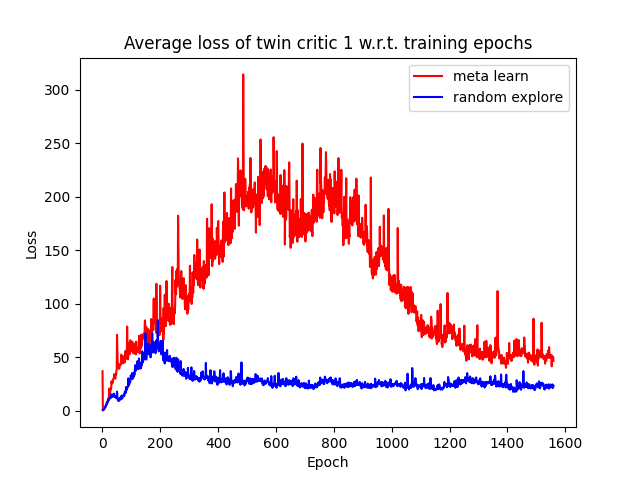 Average loss of twin critic 1 w.r.t. training epochs
meta learn
random explore
300
250
200
150
100
50
0
Loss
0 200 400 600 800 1000 1200 1400 1600
Epoch